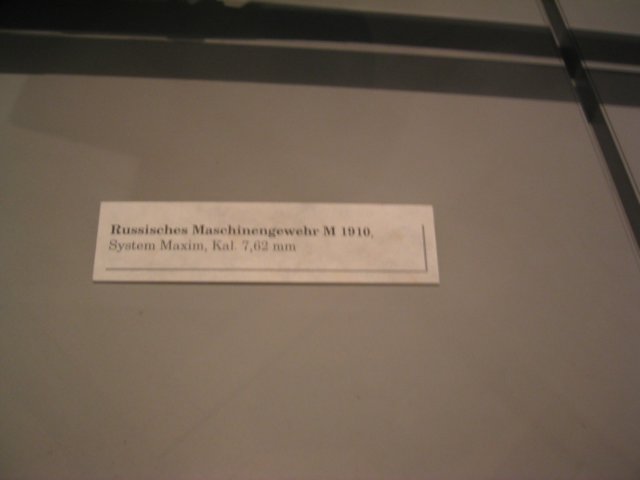 Russisches Maschinengewehr M 1910,
System Maxim, Kal. 7,62 mm